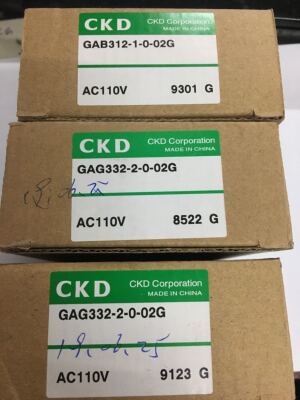 CKD
CKD Corporation
MADE IN CHINA
GAB312-1-0-02G
AC110V 9301 G
CKD
CKD Corporation
MADE IN CHINA
GAG332-2-0-02G
AC110V 8522 G
CKD
CKD Corporation
MADE IN CHINA
GAG332-2-0-02G
AC110V 9123 G